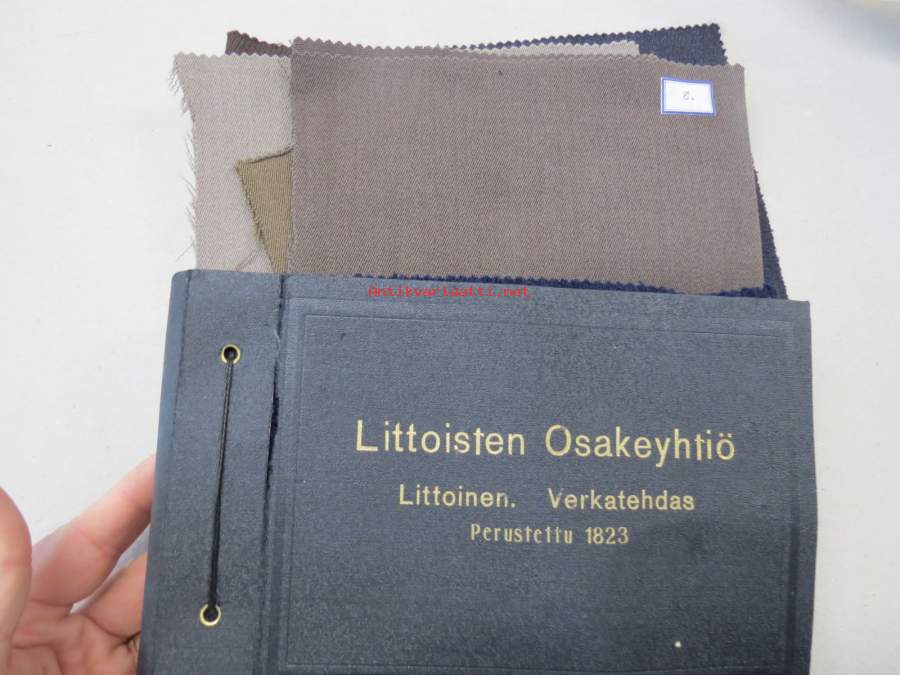 8.
Antikvariaatti.net
Littoisten Osakeyhtiö
Littoinen. Verkatehdas
Perustettu 1823